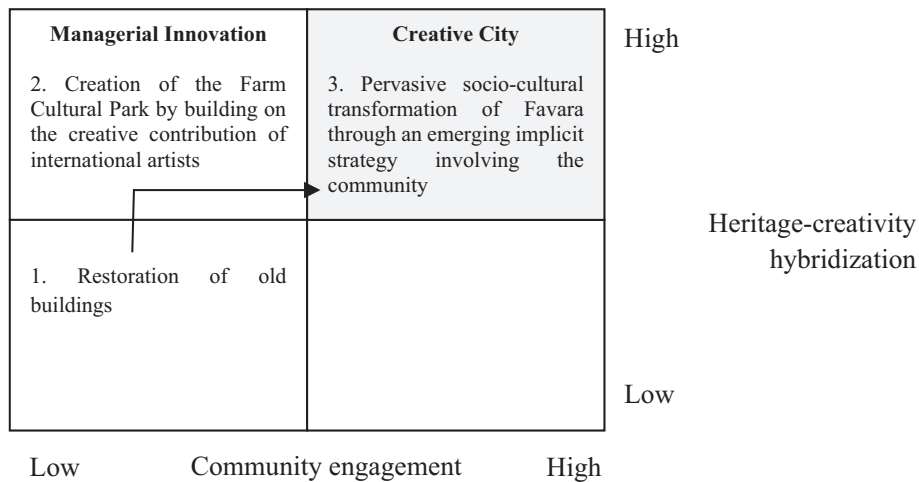 Managerial Innovation
2. Creation of the Farm
Cultural Park by building on
the creative contribution of
international artists
Creative City
3. Pervasive socio-cultural
transformation of Favara
through an emerging implicit
strategy involving the
community
High
1. Restoration of old
buildings
Heritage-creativity
hybridization
Low
Low Community engagement High